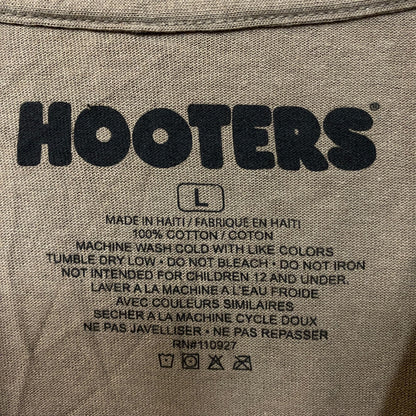 HOOTERS®
L
MADE IN HAITI / FABRIQUÉ EN HAITI
100% COTTON / COTON
MACHINE WASH COLD WITH LIKE COLORS
TUMBLE DRY LOW • DO NOT BLEACH • DO NOT IRON
NOT INTENDED FOR CHILDREN 12 AND UNDER.
LAVER A LA MACHINE A L'EAU FROIDE
AVEC COULEURS SIMILAIRES
SECHER A LA MACHINE CYCLE DOUX
NE PAS JAVELLISER • NE PAS REPASSER
RN#110927